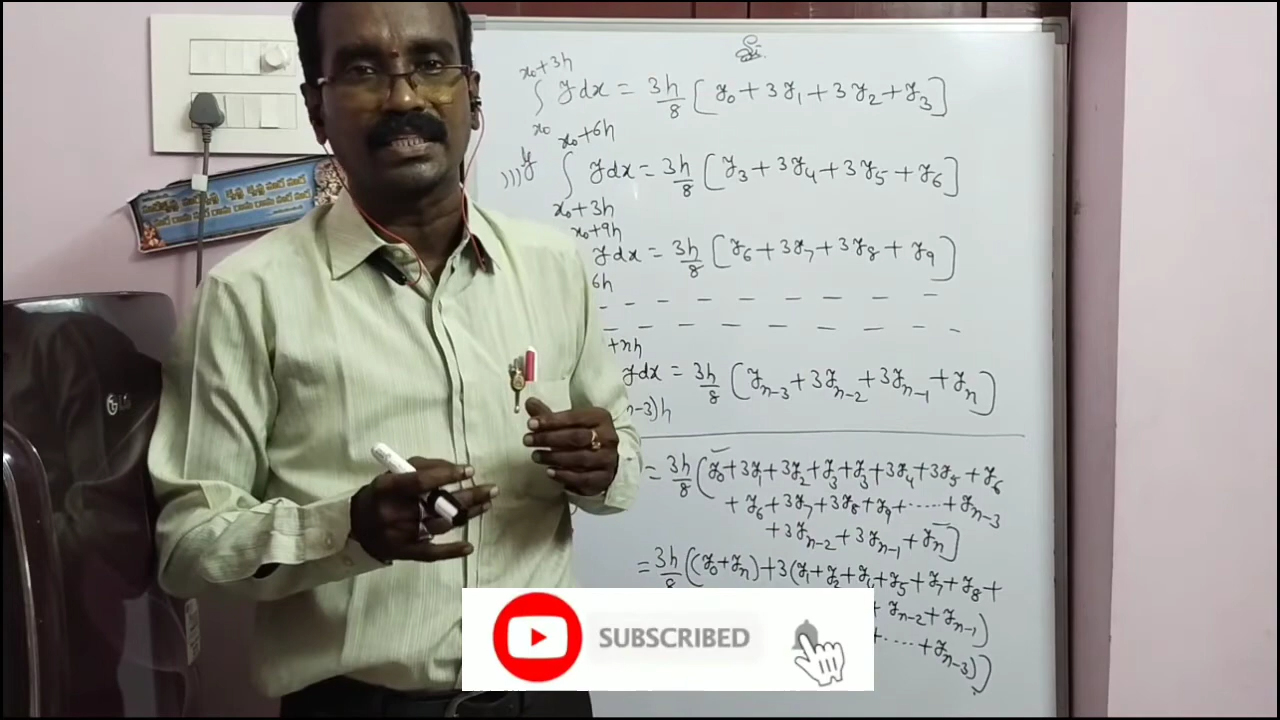 x₀+3h
∫ y dx = 3h/8 [y₀ + 3y₁ + 3y₂ + y₃]
x₀
x₀+6h
|||ly ∫ y dx = 3h/8 [y₃ + 3y₄ + 3y₅ + y₆]
x₀+3h
x₀+9h
y dx = 3h/8 [y₆ + 3y₇ + 3y₈ + y₉]
6h
+nh
y dx = 3h/8 (yₙ₋₃ + 3yₙ₋₂ + 3yₙ₋₁ + yₙ)
n-3)h
= 3h/8 (y₀ + 3y₁ + 3y₂ + y₃ + y₃ + 3y₄ + 3y₅ + y₆
+ y₆ + 3y₇ + 3y₈ + y₉ + ...... + yₙ₋₃
+ 3yₙ₋₂ + 3yₙ₋₁ + yₙ]
= 3h/8 ((y₀+yₙ) + 3(y₁ + y₂ + y₄ + y₅ + y₇ + y₈ +
+ yₙ₋₂ + yₙ₋₁)
+ ..... + yₙ₋₃))
LG
SUBSCRIBED